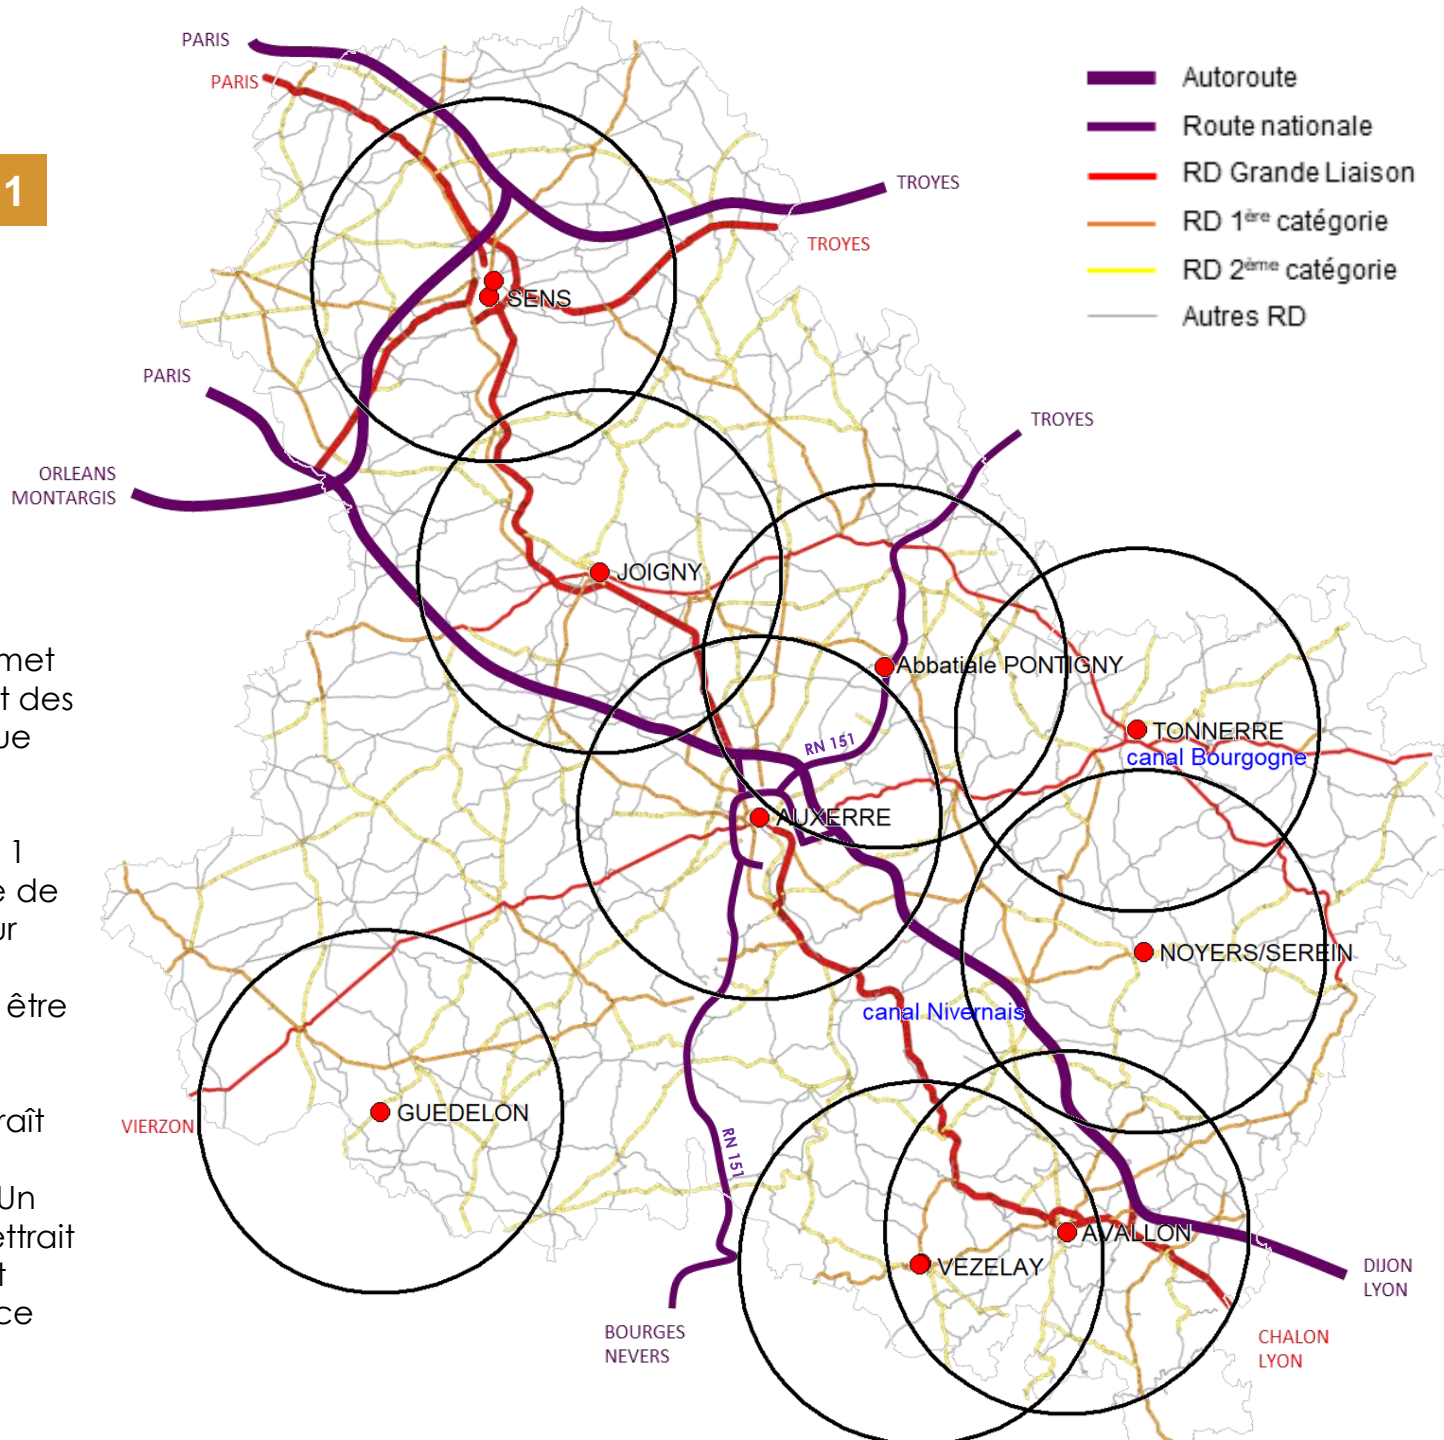 1
met
t des
ue
1
e de
ur
être
raît
Un
ettrait
t
ce
PARIS
PARIS
TROYES
TROYES
SENS
PARIS
ORLEANS
MONTARGIS
TROYES
JOIGNY
Abbatiale PONTIGNY
TONNERRE
canal Bourgogne
RN 151
AUXERRE
NOYERS/SEREIN
canal Nivernais
GUEDELON
VIERZON
RN 151
AVALLON
VEZELAY
DIJON
LYON
BOURGES
NEVERS
CHALON
LYON
Autoroute
Route nationale
RD Grande Liaison
RD 1ère catégorie
RD 2ème catégorie
Autres RD